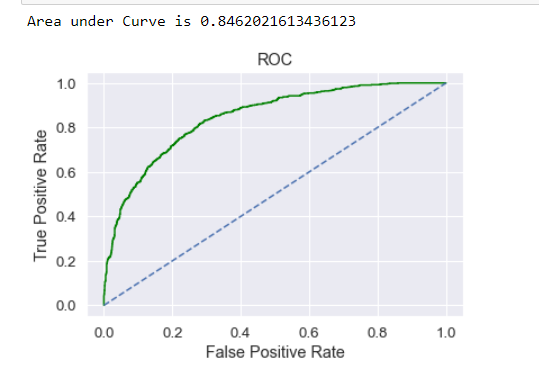 Area under Curve is 0.8462021613436123
ROC
1.0
0.8
0.6
0.4
0.2
0.0
True Positive Rate
0.0 0.2 0.4 0.6 0.8 1.0
False Positive Rate